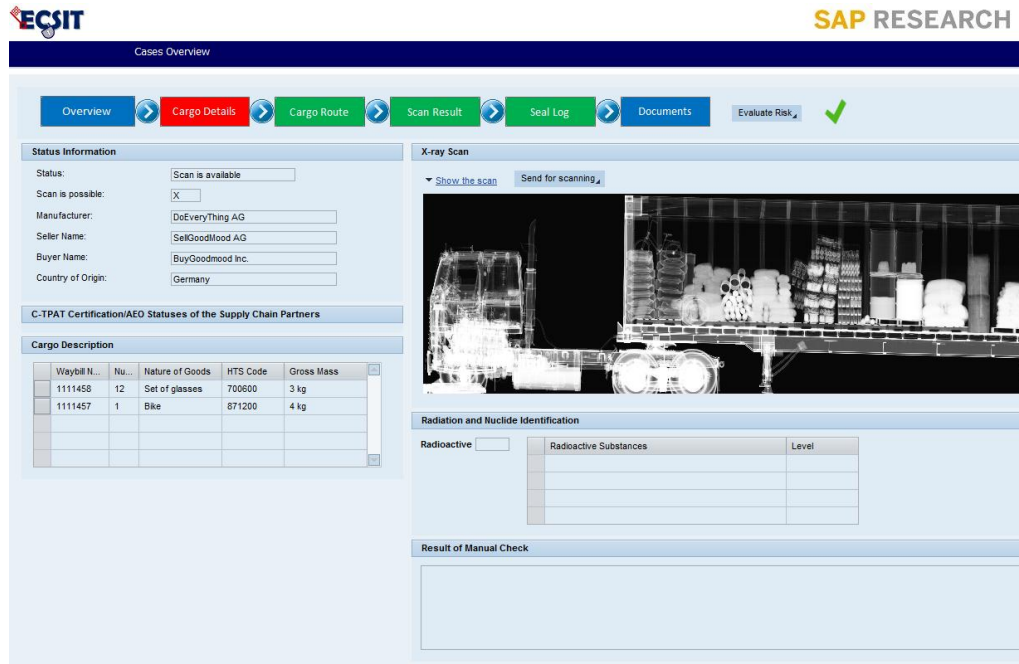 ECSIT
SAP RESEARCH
Cases Overview
Overview
Cargo Details
Cargo Route
Scan Result
Seal Log
Documents
Evaluate Risk
Status Information
Status:
Scan is available
Scan is possible:
X
Manufacturer:
DoEveryThing AG
Seller Name:
SellGoodMood AG
Buyer Name:
BuyGoodmood Inc.
Country of Origin:
Germany
C-TPAT Certification/AEO Statuses of the Supply Chain Partners
Cargo Description
Waybill N... Nu... Nature of Goods HTS Code Gross Mass
1111458 12 Set of glasses 700600 3 kg
1111457 1 Bike 871200 4 kg
X-ray Scan
Show the scan Send for scanning
Radiation and Nuclide Identification
Radioactive
Radioactive Substances Level
Result of Manual Check